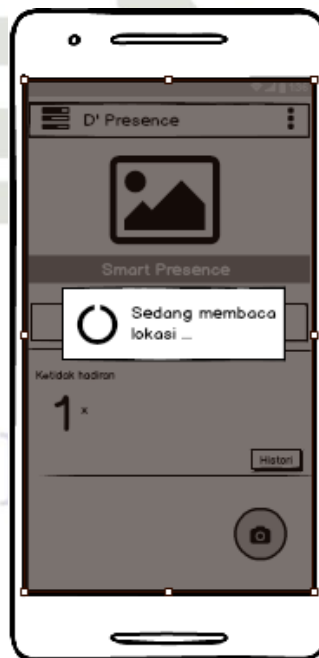 D' Presence
Smart Presence
Sedang membaca
lokasi ...
Ketidak hadiran
1 x
Histori